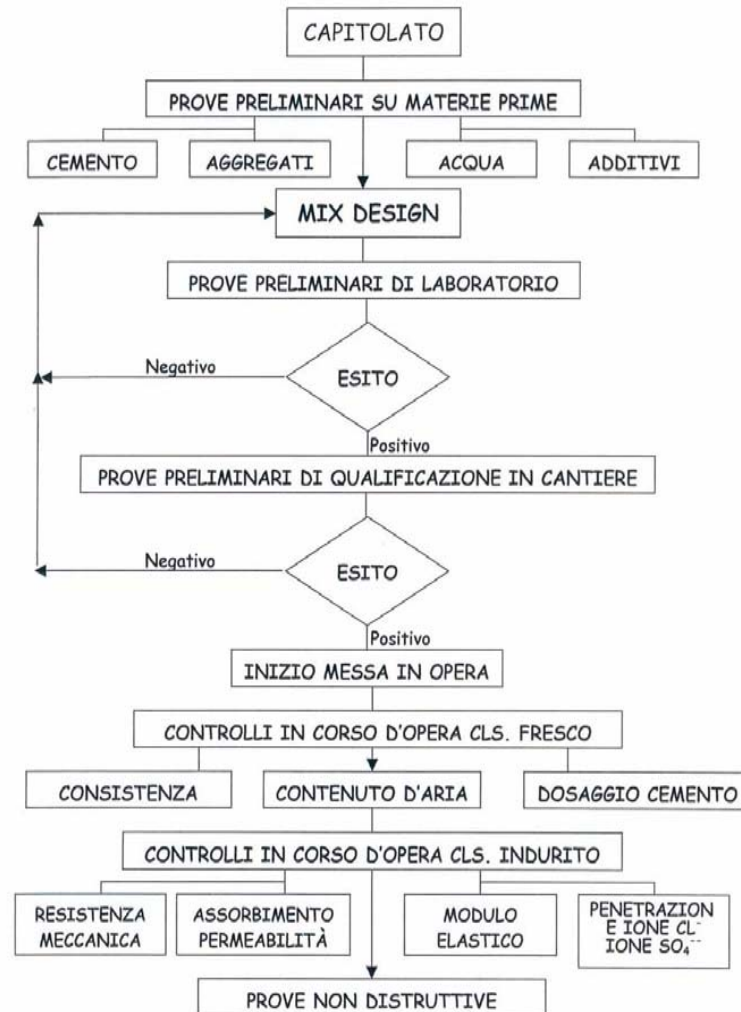 CAPITOLATO
PROVE PRELIMINARI SU MATERIE PRIME
CEMENTO
AGGREGATI
ACQUA
ADDITIVI
MIX DESIGN
PROVE PRELIMINARI DI LABORATORIO
Negativo
ESITO
Positivo
PROVE PRELIMINARI DI QUALIFICAZIONE IN CANTIERE
Negativo
ESITO
Positivo
INIZIO MESSA IN OPERA
CONTROLLI IN CORSO D'OPERA CLS. FRESCO
CONSISTENZA
CONTENUTO D'ARIA
DOSAGGIO CEMENTO
CONTROLLI IN CORSO D'OPERA CLS. INDURITO
RESISTENZA
MECCANICA
ASSORBIMENTO
PERMEABILITÀ
MODULO
ELASTICO
PENETRAZION
E IONE CL⁻
IONE SO₄⁻⁻
PROVE NON DISTRUTTIVE